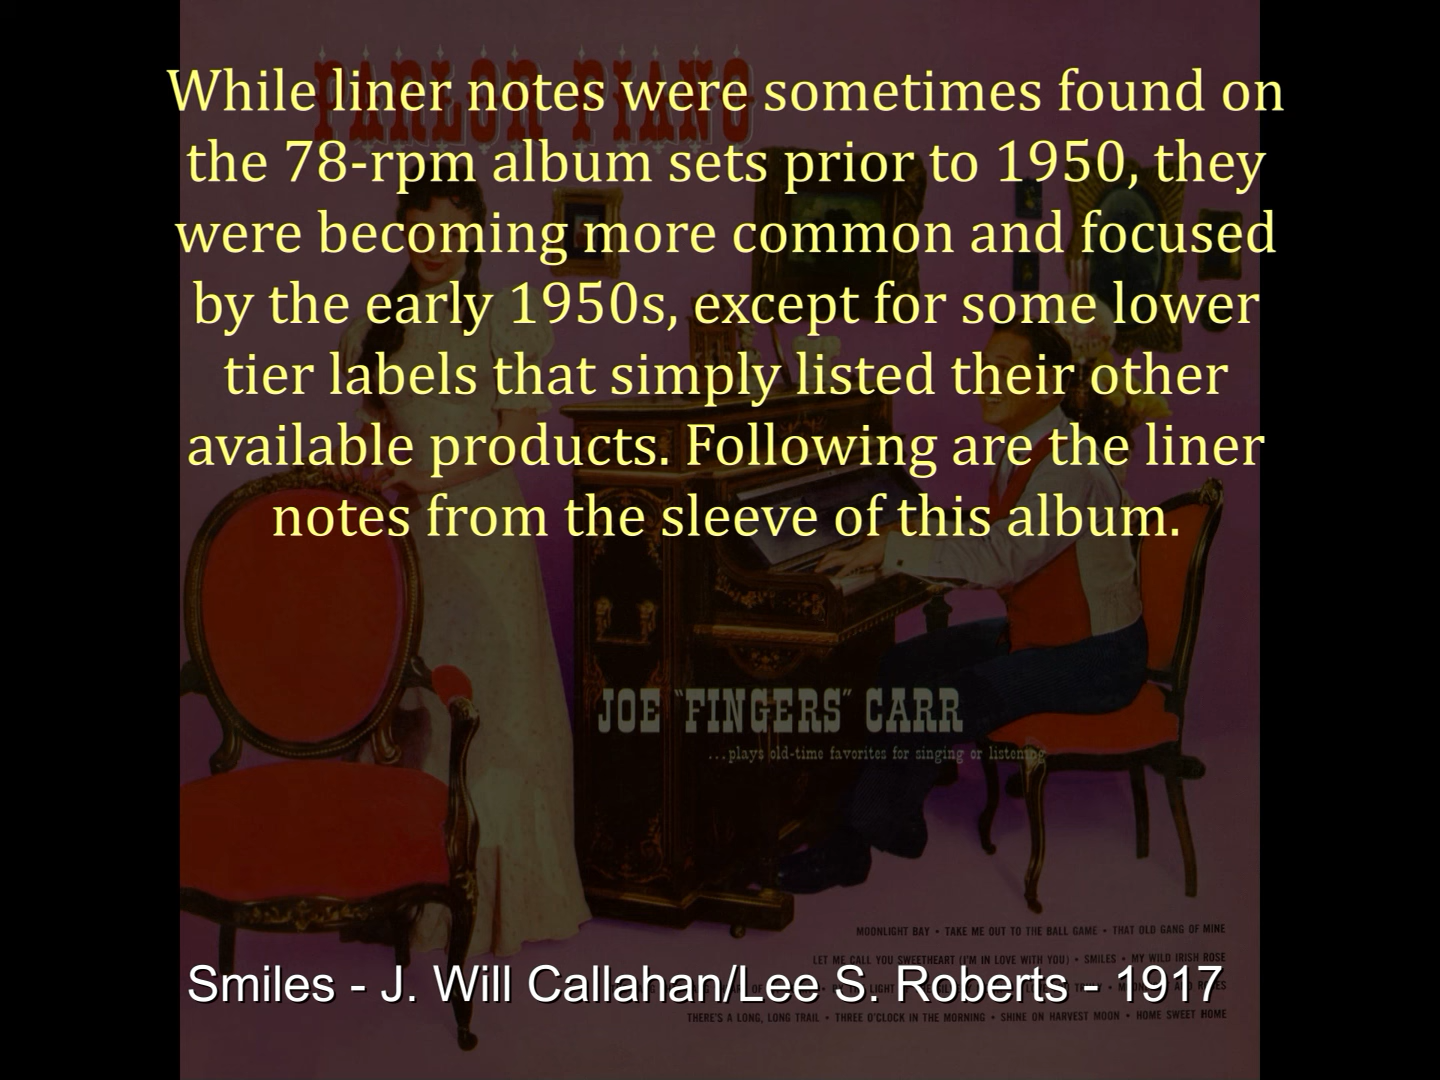 PARLOR PIANO
While liner notes were sometimes found on
the 78-rpm album sets prior to 1950, they
were becoming more common and focused
by the early 1950s, except for some lower
tier labels that simply listed their other
available products. Following are the liner
notes from the sleeve of this album.
JOE "FINGERS" CARR
...plays old-time favorites for singing or listening
MOONLIGHT BAY • TAKE ME OUT TO THE BALL GAME • THAT OLD GANG OF MINE
LET ME CALL YOU SWEETHEART (I'M IN LOVE WITH YOU) • SMILES • MY WILD IRISH ROSE
Smiles - J. Will Callahan/Lee S. Roberts – 1917
THERE'S A LONG, LONG TRAIL • THREE O'CLOCK IN THE MORNING • SHINE ON HARVEST MOON • HOME SWEET HOME